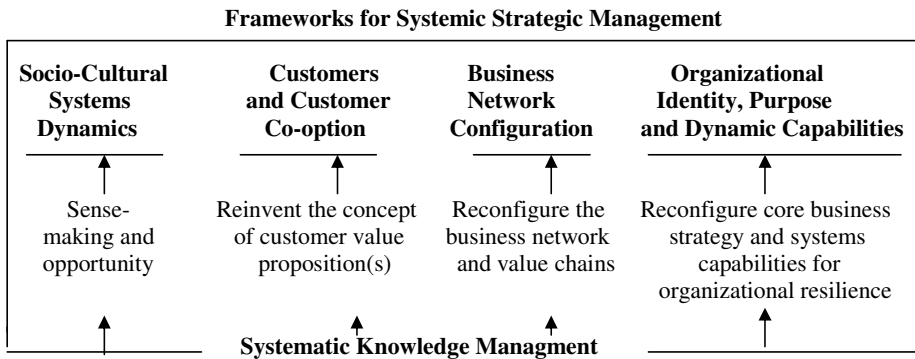 Frameworks for Systemic Strategic Management
Socio-Cultural
Systems
Dynamics
Customers
and Customer
Co-option
Business
Network
Configuration
Organizational
Identity, Purpose
and Dynamic Capabilities
Sense-
making and
opportunity
Reinvent the concept
of customer value
proposition(s)
Reconfigure the
business network
and value chains
Reconfigure core business
strategy and systems
capabilities for
organizational resilience
Systematic Knowledge Managment